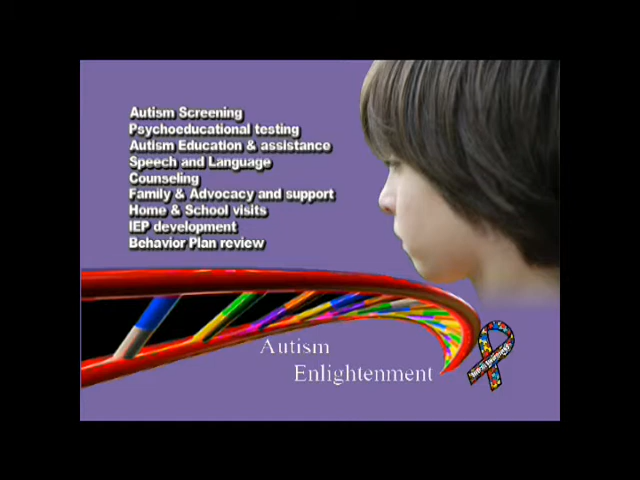 Autism Screening
Psychoeducational testing
Autism Education & assistance
Speech and Language
Counseling
Family & Advocacy and support
Home & School visits
IEP development
Behavior Plan review
Autism
Enlightenment